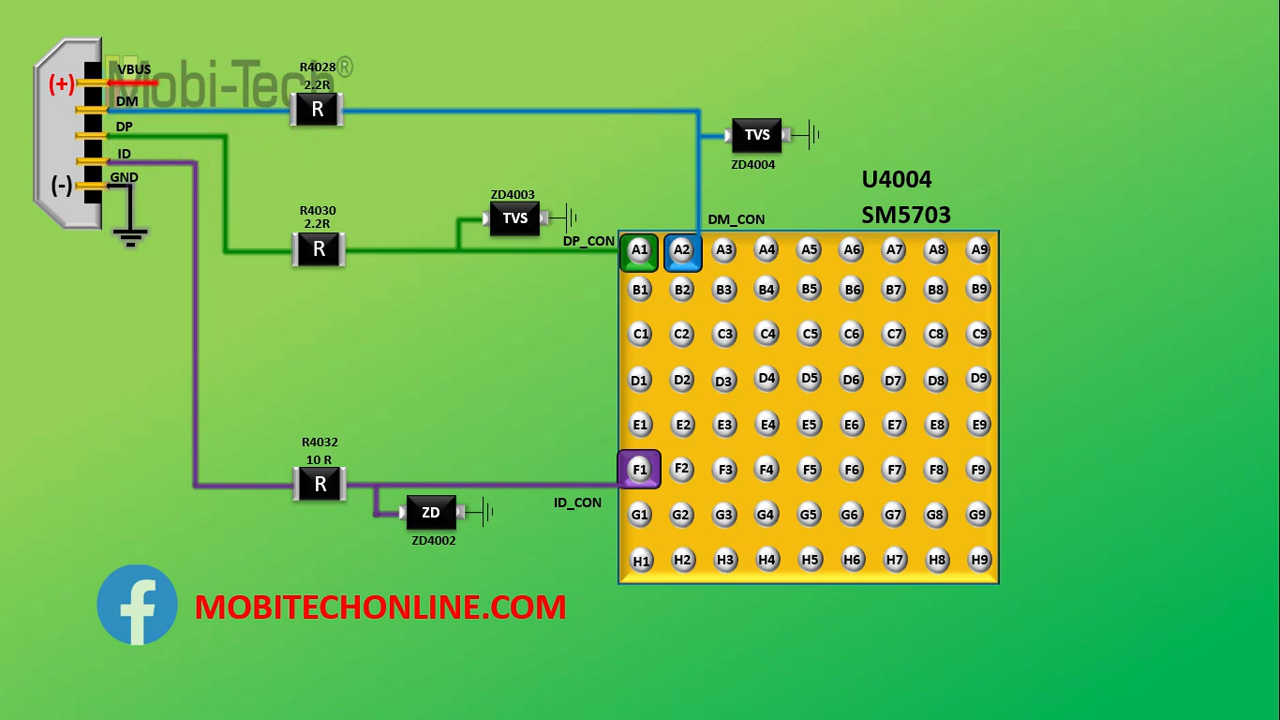 Mobi-Tech®
VBUS
(+)
DM
DP
ID
GND
(-)
R4028
2.2R
R
TVS
ZD4004
U4004
SM5703
R4030
2.2R
R
ZD4003
TVS
DP_CON
DM_CON
A1 A2 A3 A4 A5 A6 A7 A8 A9
B1 B2 B3 B4 B5 B6 B7 B8 B9
C1 C2 C3 C4 C5 C6 C7 C8 C9
D1 D2 D3 D4 D5 D6 D7 D8 D9
E1 E2 E3 E4 E5 E6 E7 E8 E9
F1 F2 F3 F4 F5 F6 F7 F8 F9
G1 G2 G3 G4 G5 G6 G7 G8 G9
H1 H2 H3 H4 H5 H6 H7 H8 H9
R4032
10 R
R
ID_CON
ZD
ZD4002
f
MOBITECHONLINE.COM